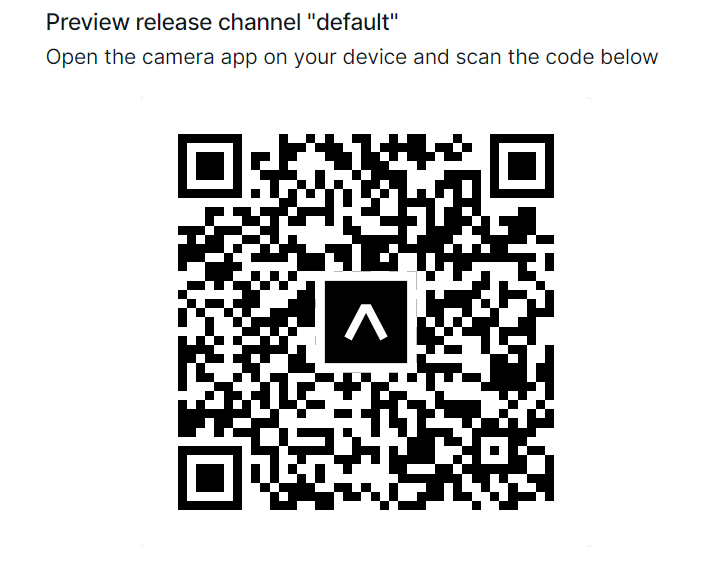 Preview release channel "default"
Open the camera app on your device and scan the code below